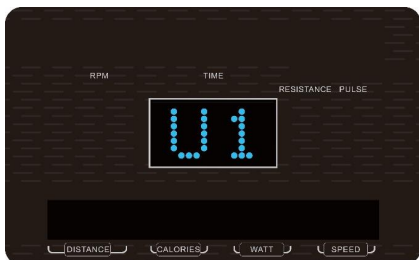 RPM TIME
RESISTANCE PULSE
U1
DISTANCE CALORIES WATT SPEED